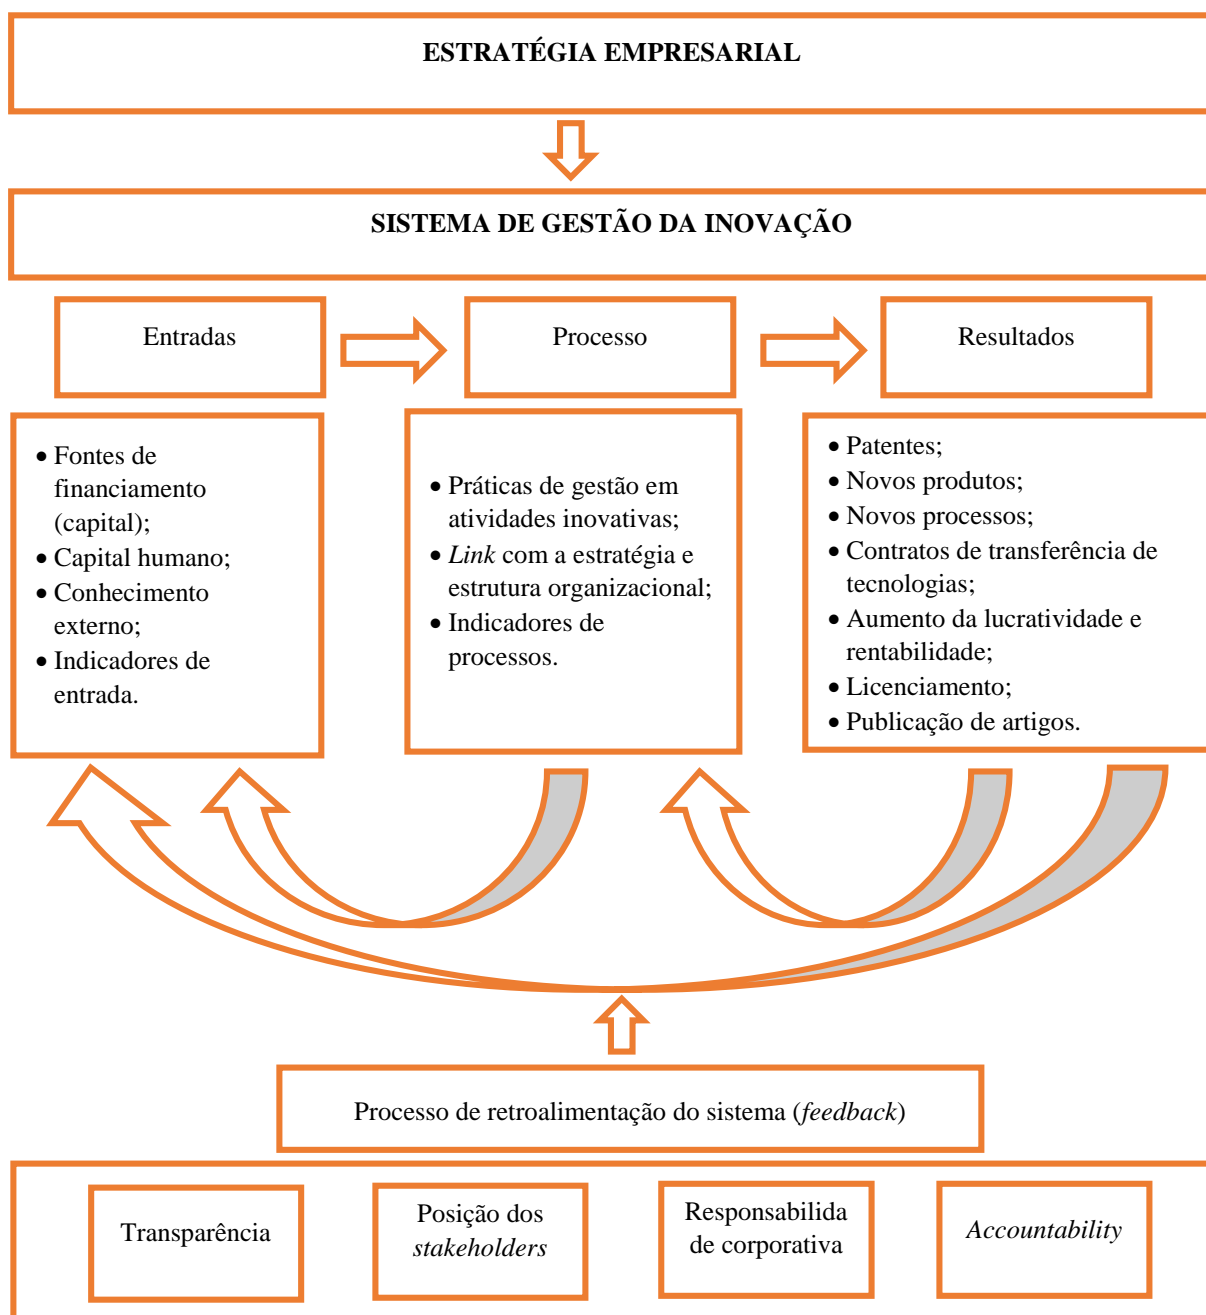 ESTRATÉGIA EMPRESARIAL
SISTEMA DE GESTÃO DA INOVAÇÃO
Entradas
Processo
Resultados
• Fontes de
financiamento
(capital);
• Capital humano;
• Conhecimento
externo;
• Indicadores de
entrada.
• Práticas de gestão em
atividades inovativas;
• Link com a estratégia e
estrutura organizacional;
• Indicadores de
processos.
• Patentes;
• Novos produtos;
• Novos processos;
• Contratos de transferência de
tecnologias;
• Aumento da lucratividade e
rentabilidade;
• Licenciamento;
• Publicação de artigos.
Processo de retroalimentação do sistema (feedback)
Transparência
Posição dos
stakeholders
Responsabilida
de corporativa
Accountability